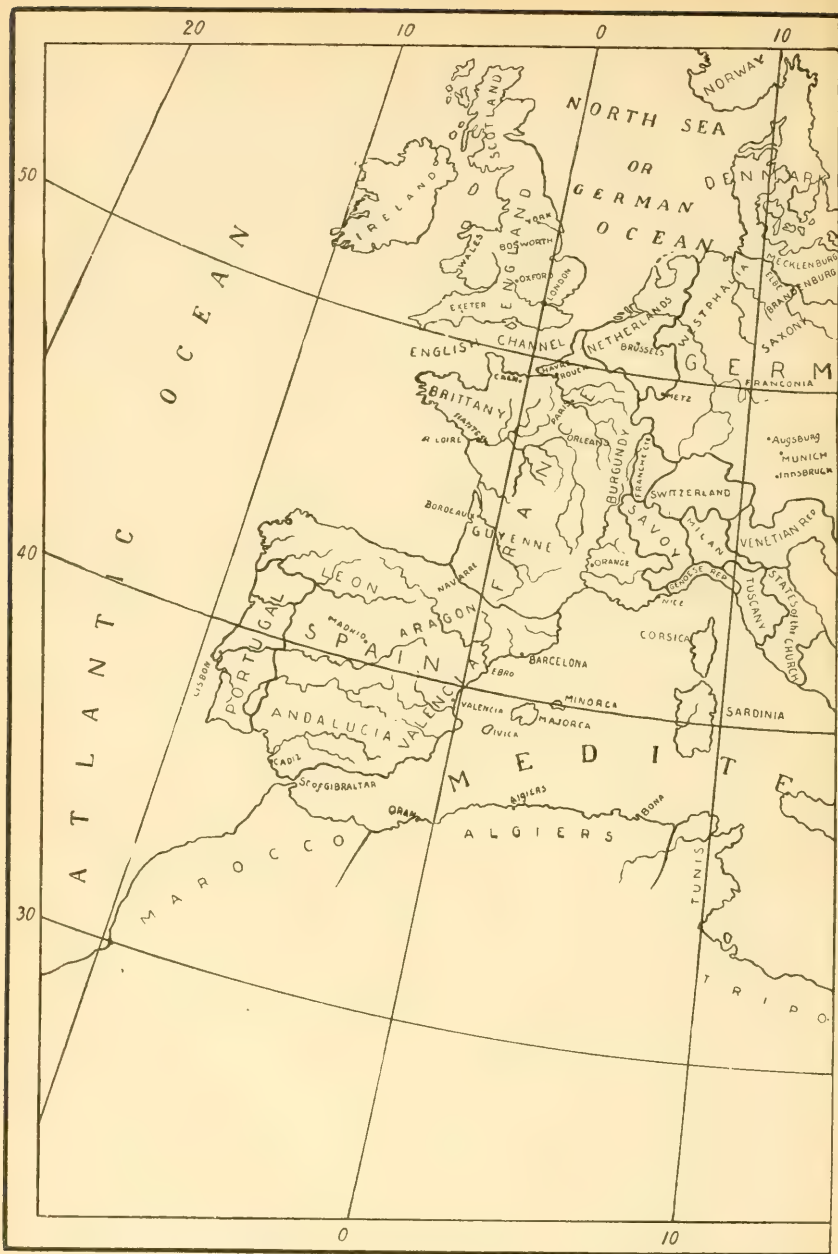 20
10
0
10
50
40
30
0
10
NORWAY
NORTH SEA
OR
GERMAN
OCEAN
DENMARK
SCOTLAND
IRELAND
ENGLAND
YORK
BOSWORTH
WALES
OXFORD
LONDON
EXETER
ENGLISH CHANNEL
MECKLENBURG
ELBE
BRANDENBURG
SAXONY
WESTPHALIA
NETHERLANDS
BRUSSELS
GERM
FRANCONIA
METZ
HAVRE
ROUEN
CAEN
BRITTANY
NANTES
PARIS
R LOIRE
ORLEANS
FRANCE
BURGUNDY
FRANCHE CTE
AUGSBURG
MUNICH
INNSBRUCK
SWITZERLAND
SAVOY
MILAN
VENETIAN REP
BORDEAUX
GUYENNE
ORANGE
GENOESE REP
NICE
TUSCANY
STATES of the CHURCH
NAVARRE
LEON
ARAGON
MADRID
SPAIN
PORTUGAL
LISBON
BARCELONA
EBRO
CORSICA
VALENCIA
VALENCIA
MINORCA
MAJORCA
IVICA
SARDINIA
ANDALUCIA
CADIZ
St of GIBRALTAR
MEDITE
ATLANTIC OCEAN
ORAN
AlGIERS
BONA
ALGIERS
MAROCCO
TUNIS
TRIPO